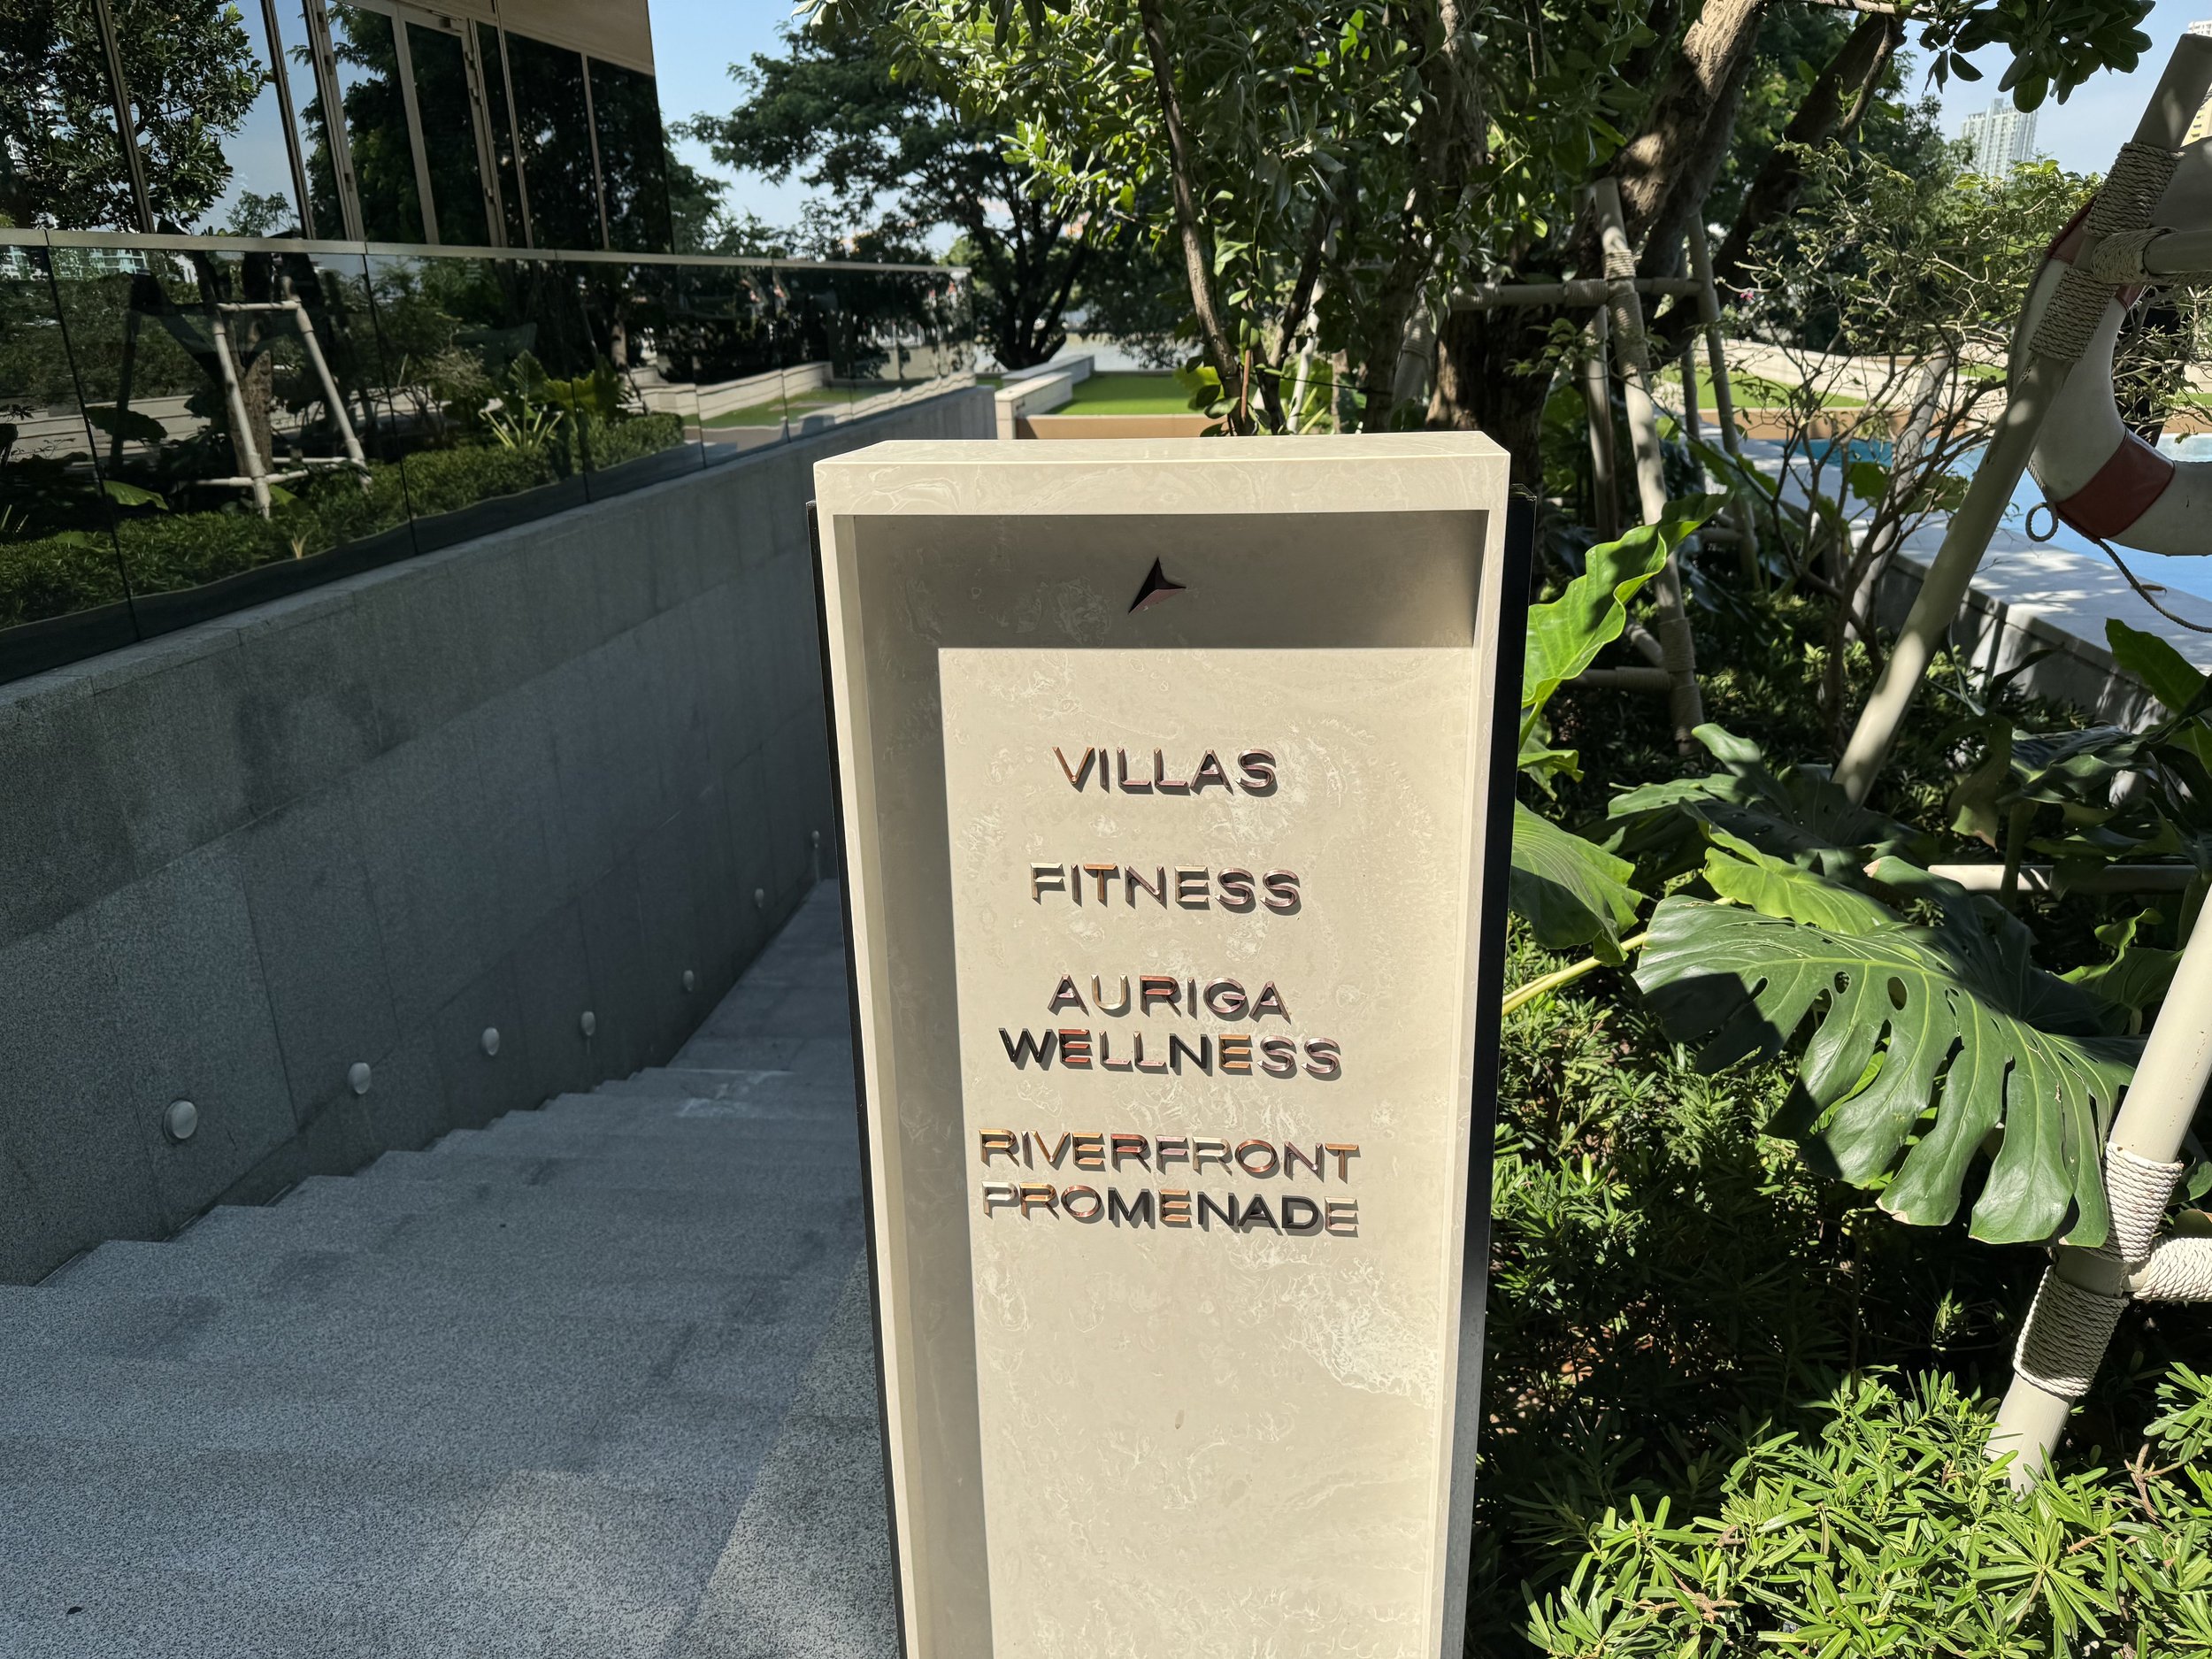 VILLAS
FITNESS
AURIGA
WELLNESS
RIVERFRONT
PROMENADE